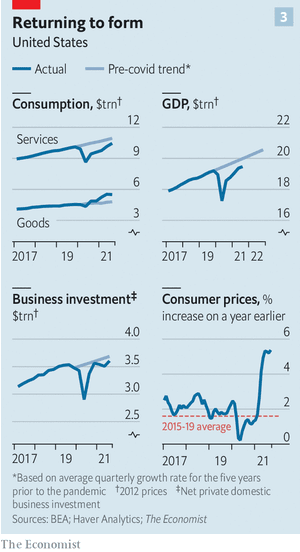 Returning to form
3
United States
Actual
Pre-covid trend*
Consumption, $trn†
12
Services
9
6
Goods
3
2017
19
21
GDP, $trn†
22
20
18
16
2017
19
21 22
Business investment‡
$trn†
4.0
3.5
3.0
2.5
2017
19
21
Consumer prices, %
increase on a year earlier
6
4
2
2015-19 average
0
2017
19
21
*Based on average quarterly growth rate for the five years
prior to the pandemic †2012 prices ‡Net private domestic
business investment
Sources: BEA; Haver Analytics; The Economist
The Economist